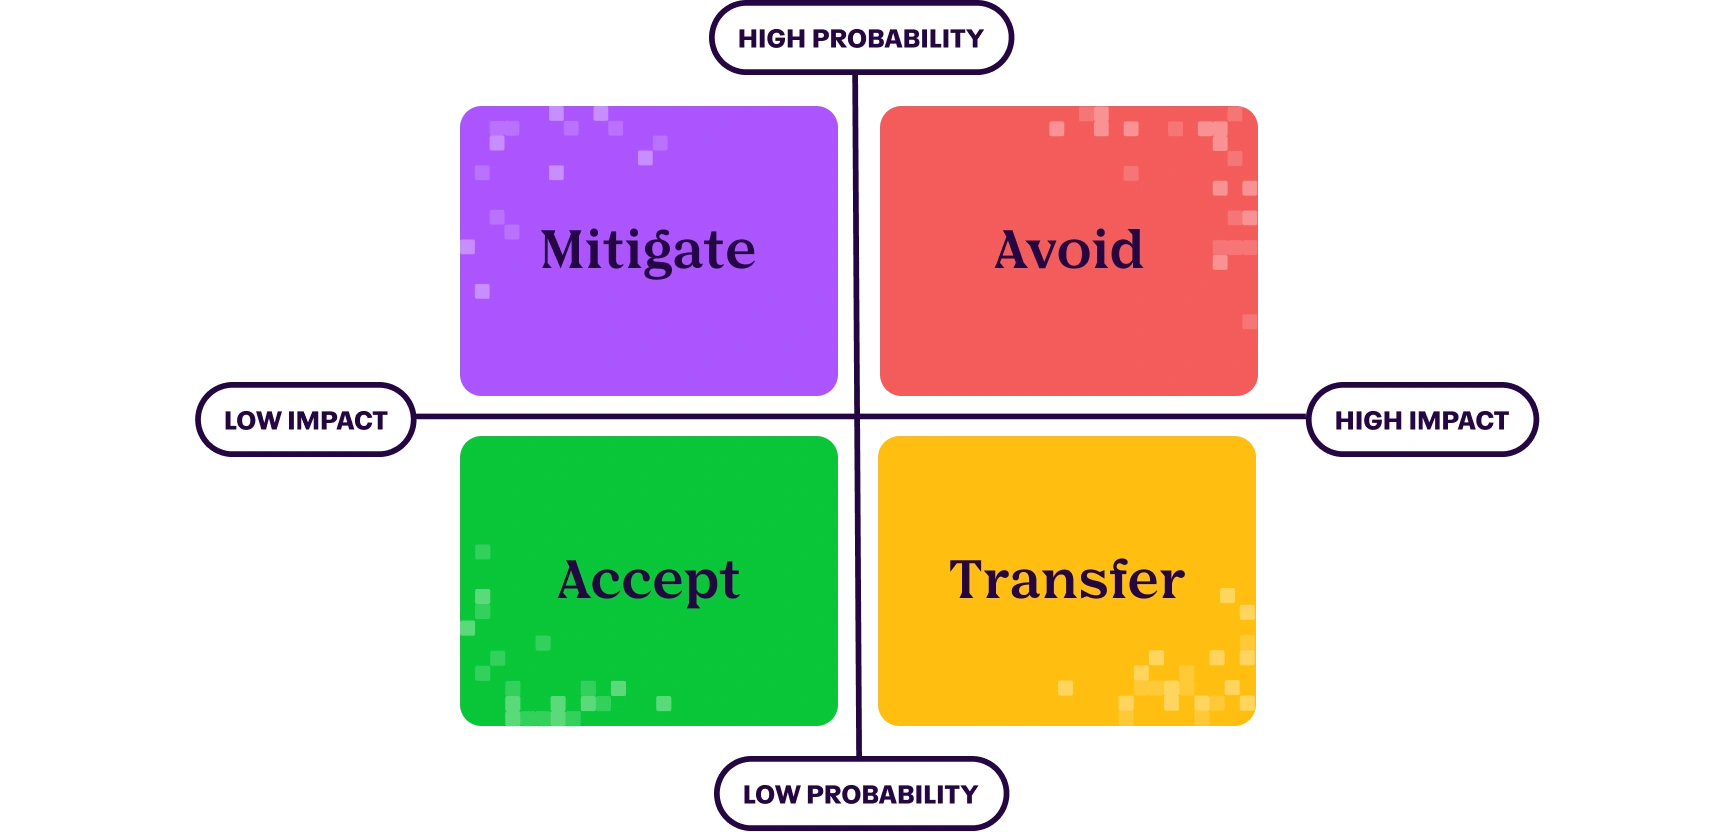 HIGH PROBABILITY
Mitigate
Avoid
LOW IMPACT
HIGH IMPACT
Accept
Transfer
LOW PROBABILITY